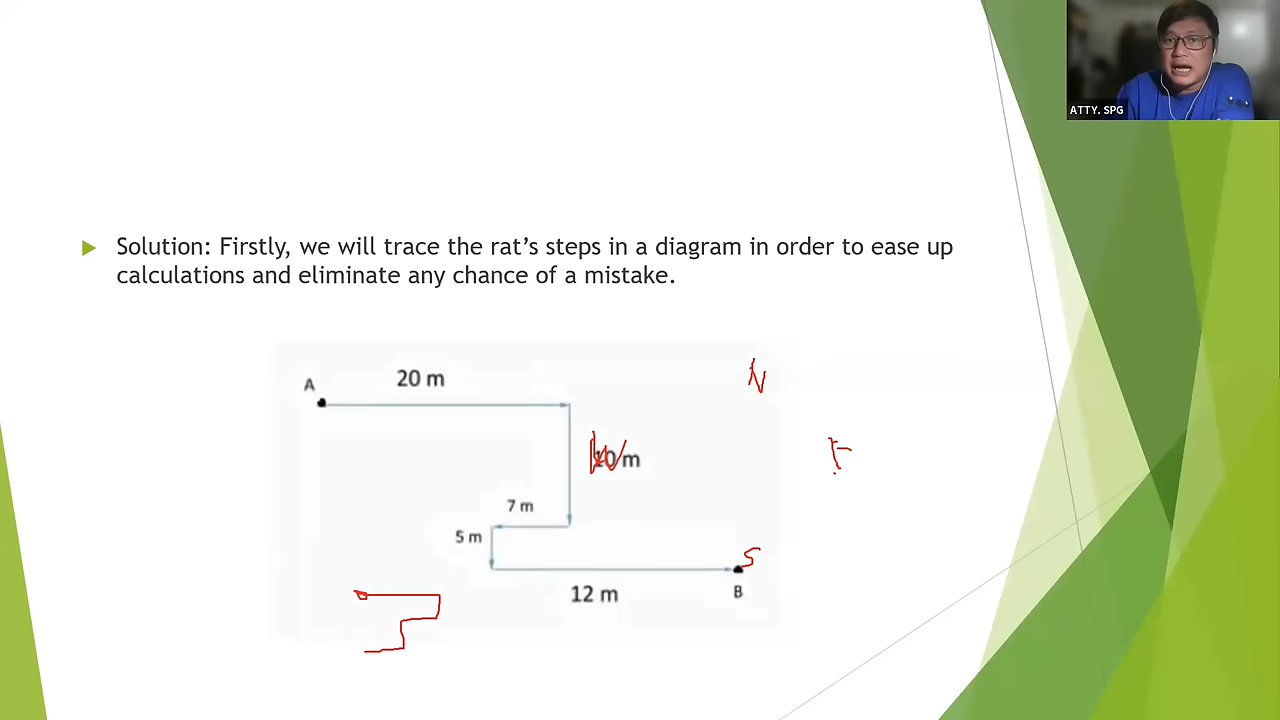 ATTY. SPG
Solution: Firstly, we will trace the rat's steps in a diagram in order to ease up
calculations and eliminate any chance of a mistake.
A
20 m
N
W
10 m
E
7 m
5 m
S
12 m
B